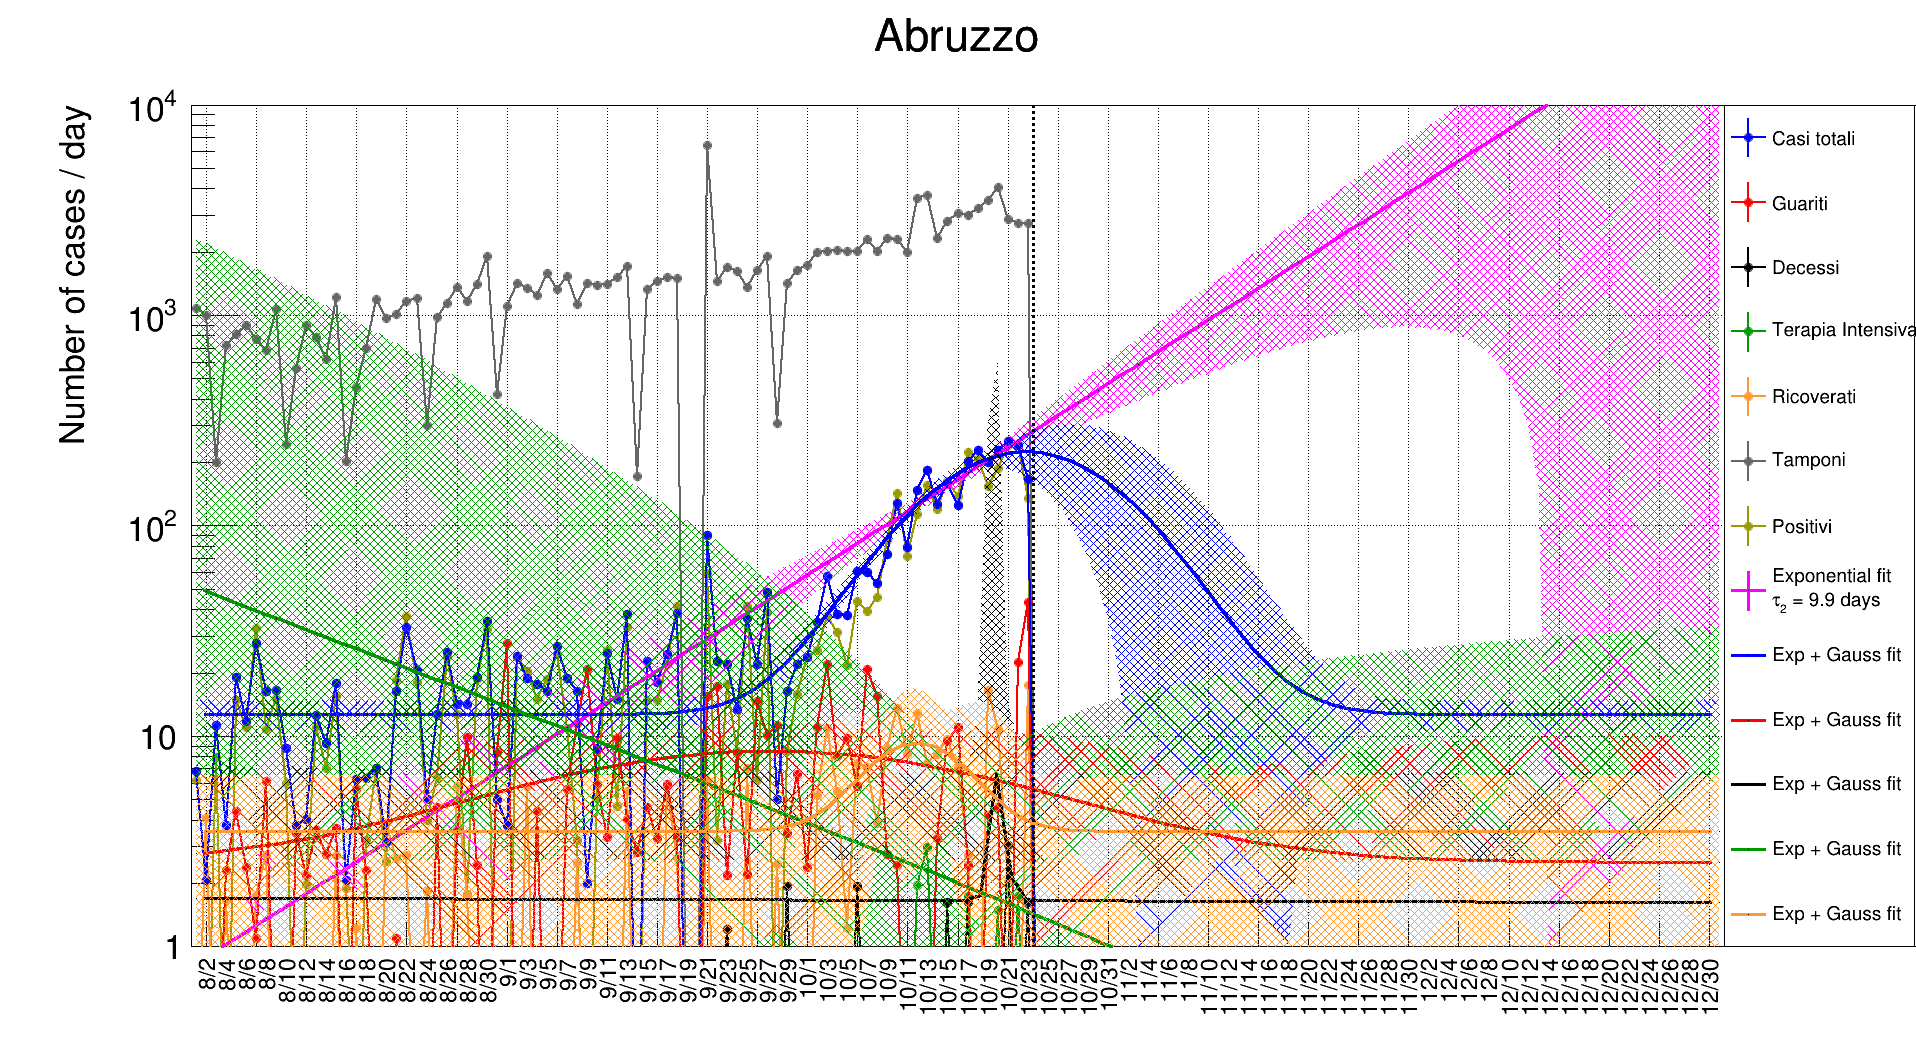 Abruzzo
Number of cases / day
10⁴
10³
10²
10
1
8/2 8/4 8/6 8/8 8/10 8/12 8/14 8/16 8/18 8/20 8/22 8/24 8/26 8/28 8/30 9/1 9/3 9/5 9/7 9/9 9/11 9/13 9/15 9/17 9/19 9/21 9/23 9/25 9/27 9/29 10/1 10/3 10/5 10/7 10/9 10/11 10/13 10/15 10/17 10/19 10/21 10/23 10/25 10/27 10/29 10/31 11/2 11/4 11/6 11/8 11/10 11/12 11/14 11/16 11/18 11/20 11/22 11/24 11/26 11/28 11/30 12/2 12/4 12/6 12/8 12/10 12/12 12/14 12/16 12/18 12/20 12/22 12/24 12/26 12/28 12/30
Casi totali
Guariti
Decessi
Terapia Intensiva
Ricoverati
Tamponi
Positivi
Exponential fit
τ₂ = 9.9 days
Exp + Gauss fit
Exp + Gauss fit
Exp + Gauss fit
Exp + Gauss fit
Exp + Gauss fit